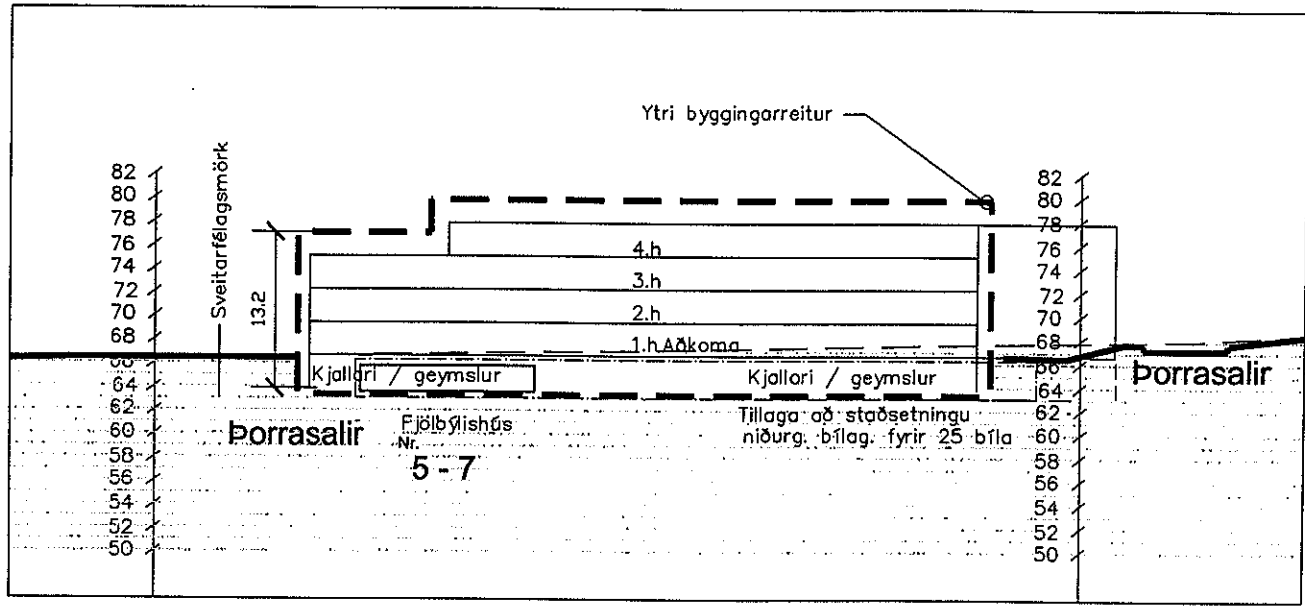 Ytri byggingarreitur
82
80
78
76
74
72
70
68
66
64
62
60
58
56
54
52
50
Sveitarfélagsmörk
13.2
4.h
3.h
2.h
1.h Aðkoma
Kjallari / geymslur
Kjallari / geymslur
Þorrasalir
Fjölbýlishús
Nr.
5 - 7
Tillaga að staðsetningu
niðurg. bílag. fyrir 25 bíla
82
80
78
76
74
72
70
68
66
64
62
60
58
56
54
52
50
Þorrasalir